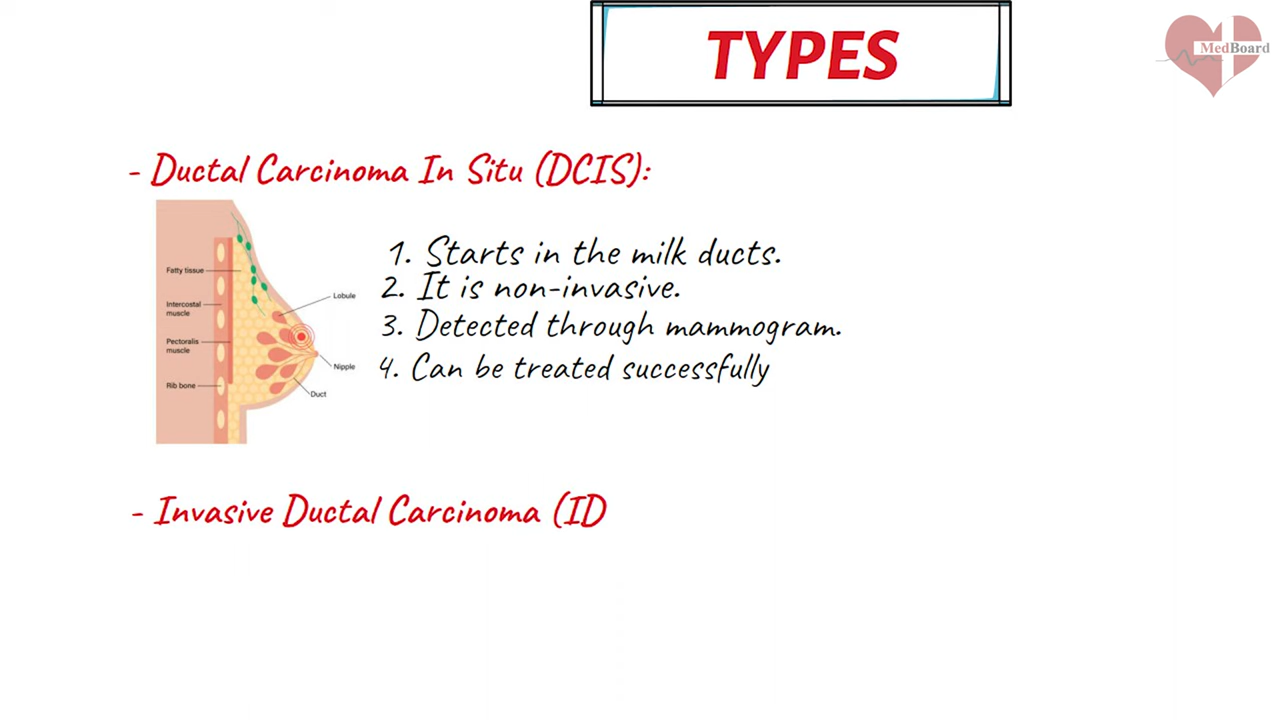 TYPES
MedBoard
- Ductal Carcinoma In Situ (DCIS):
1. Starts in the milk ducts.
2. It is non-invasive.
3. Detected through mammogram.
4. Can be treated successfully
Fatty tissue
Intercostal
muscle
Pectoralis
muscle
Rib bone
Lobule
Nipple
Duct
- Invasive Ductal Carcinoma (ID